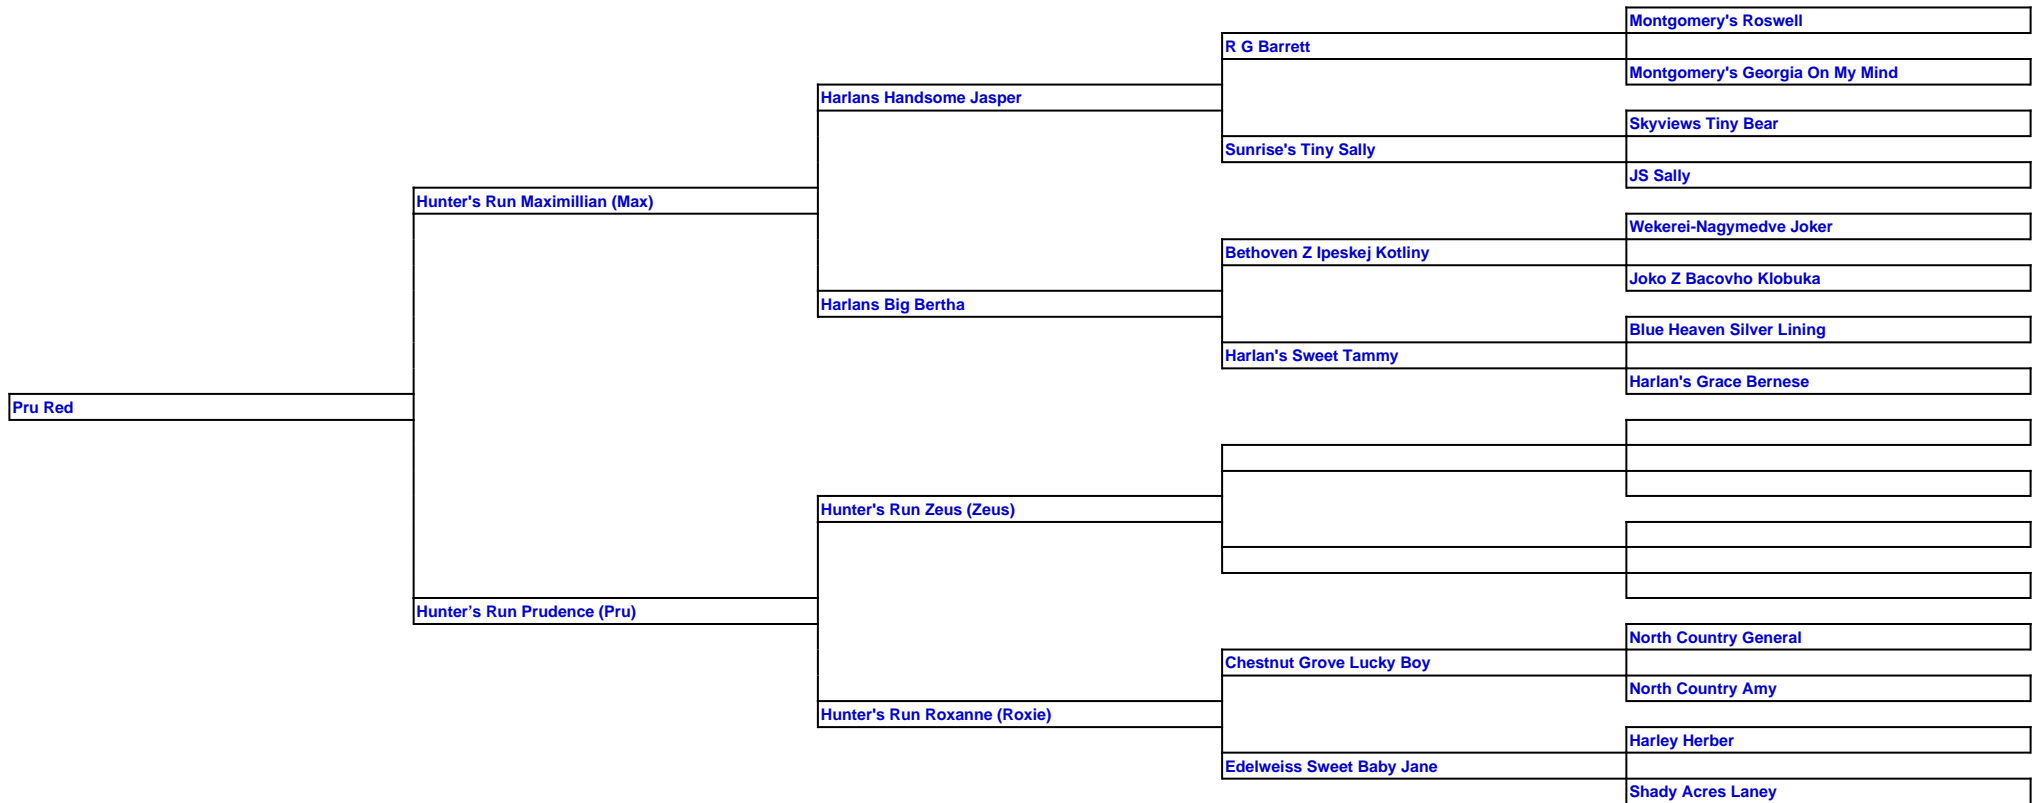 Montgomery's Roswell
R G Barrett
Montgomery's Georgia On My Mind
Harlans Handsome Jasper
Skyviews Tiny Bear
Sunrise's Tiny Sally
JS Sally
Hunter's Run Maximillian (Max)
Wekerei-Nagymedve Joker
Bethoven Z Ipeskej Kotliny
Joko Z Bacovho Klobuka
Harlans Big Bertha
Blue Heaven Silver Lining
Harlan's Sweet Tammy
Harlan's Grace Bernese
Pru Red
Hunter's Run Zeus (Zeus)
Hunter’s Run Prudence (Pru)
North Country General
Chestnut Grove Lucky Boy
North Country Amy
Hunter's Run Roxanne (Roxie)
Harley Herber
Edelweiss Sweet Baby Jane
Shady Acres Laney